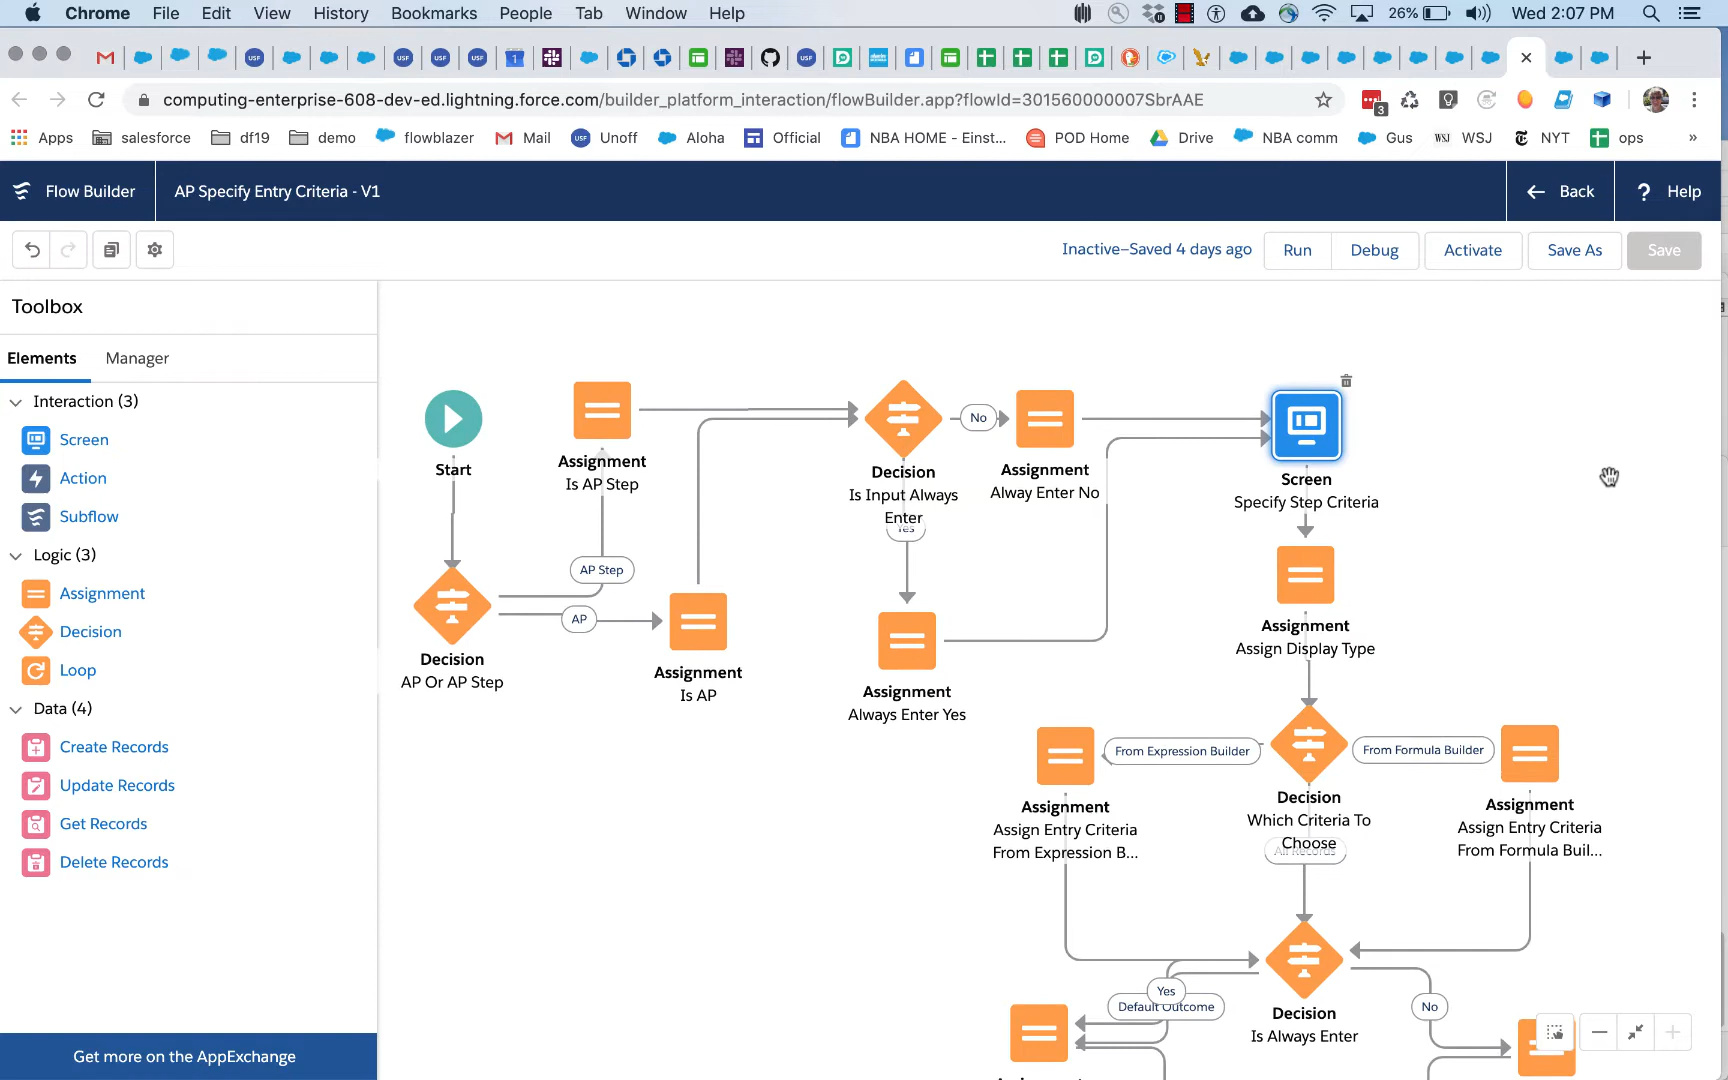 Chrome File Edit View History Bookmarks People Tab Window Help 26% Wed 2:07 PM
computing-enterprise-608-dev-ed.lightning.force.com/builder_platform_interaction/flowBuilder.app?flowId=301560000007SbrAAE 3
Apps salesforce df19 demo flowblazer Mail USF Unoff Aloha Official NBA HOME - Einst... POD Home Drive NBA comm Gus WSJ WSJ NYT ops »
Flow Builder AP Specify Entry Criteria - V1 Back ? Help
Inactive—Saved 4 days ago Run Debug Activate Save As Save
Toolbox
Elements Manager
Interaction (3)
Screen
Action
Subflow
Logic (3)
Assignment
Decision
Loop
Data (4)
Create Records
Update Records
Get Records
Delete Records
Get more on the AppExchange
Start
Decision
AP Or AP Step
AP Step
AP
Assignment
Is AP Step
Assignment
Is AP
Decision
Is Input Always
Enter
Yes
No
Assignment
Alway Enter No
Assignment
Always Enter Yes
Screen
Specify Step Criteria
Assignment
Assign Display Type
From Expression Builder
From Formula Builder
Assignment
Assign Entry Criteria
From Expression B...
Decision
Which Criteria To
Choose
All Records
Assignment
Assign Entry Criteria
From Formula Buil...
Yes
Default Outcome
Decision
Is Always Enter
No